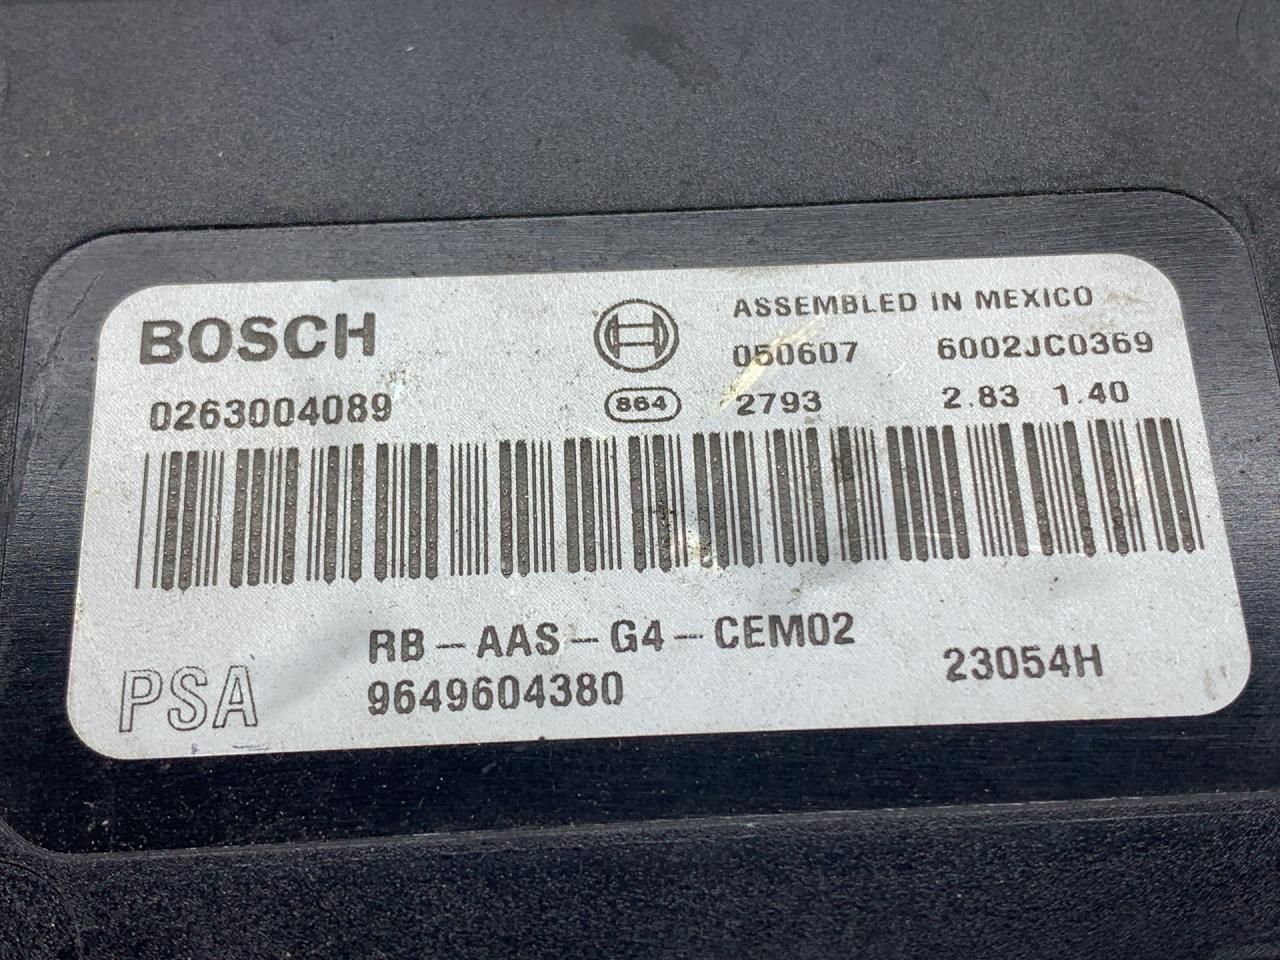 BOSCH
ASSEMBLED IN MEXICO
050607 6002JC0369
0263004089 864 2793 2.83 1.40
RB-AAS-G4-CEM02
PSA 9649604380 23054H